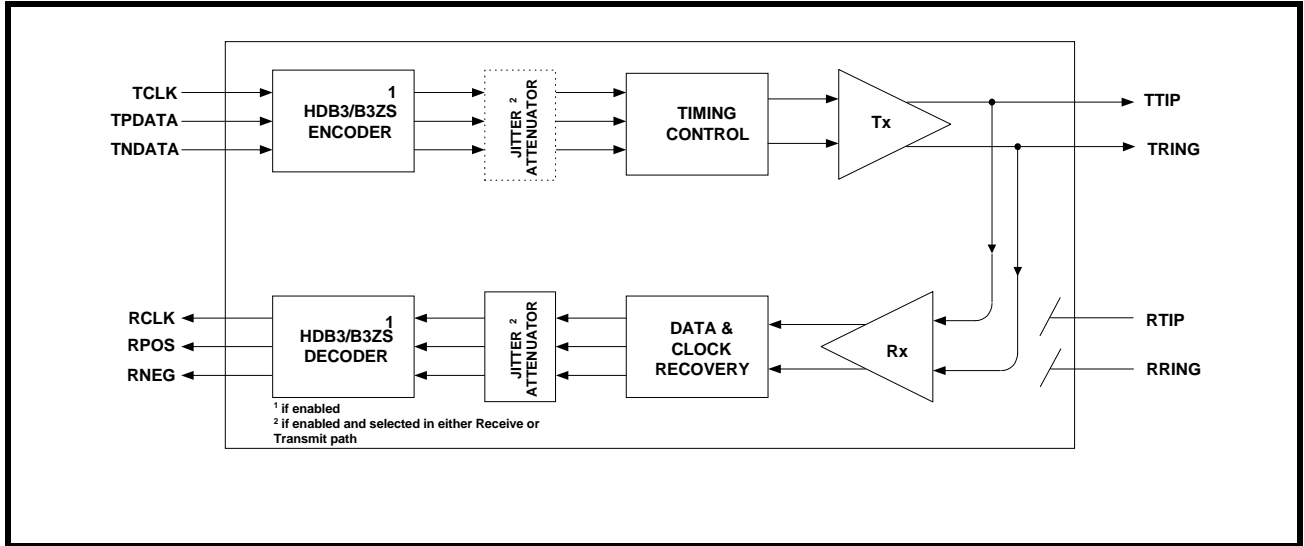 TCLK
TPDATA
TNDATA
1
HDB3/B3ZS
ENCODER
JITTER 2
ATTENUATOR
TIMING
CONTROL
Tx
TTIP
TRING
RCLK
RPOS
RNEG
1
HDB3/B3ZS
DECODER
JITTER 2
ATTENUATOR
DATA &
CLOCK
RECOVERY
Rx
RTIP
RRING
1 if enabled
2 if enabled and selected in either Receive or
Transmit path